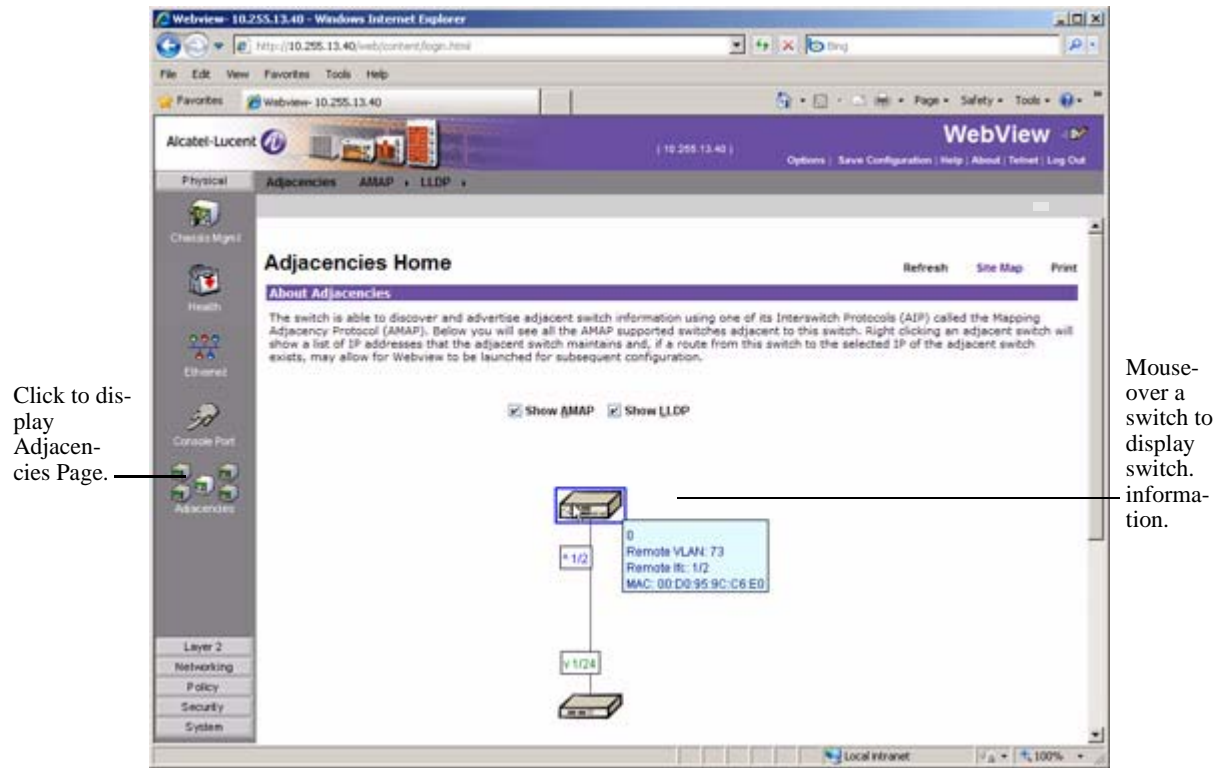 Webview- 10.255.13.40 - Windows Internet Explorer
http://10.255.13.40/web/content/login.html
Bing
File Edit View Favorites Tools Help
Favorites
Webview- 10.255.13.40
Page Safety Tools
Alcatel-Lucent
( 10.255.13.40 )
WebView
Options | Save Configuration | Help | About | Telnet | Log Out
Physical
Adjacencies AMAP LLDP
Chassis Mgmt
Health
Ethernet
Console Port
Adjacencies
Adjacencies Home
Refresh Site Map Print
About Adjacencies
The switch is able to discover and advertise adjacent switch information using one of its Interswitch Protocols (AIP) called the Mapping
Adjacency Protocol (AMAP). Below you will see all the AMAP supported switches adjacent to this switch. Right clicking an adjacent switch will
show a list of IP addresses that the adjacent switch maintains and, if a route from this switch to the selected IP of the adjacent switch
exists, may allow for Webview to be launched for subsequent configuration.
Show AMAP Show LLDP
0
Remote VLAN: 73
Remote Ifc: 1/2
MAC: 00:D0:95:9C:C6:E0
^ 1/2
v 1/24
Layer 2
Networking
Policy
Security
System
Local intranet
100%
Click to dis-
play
Adjacen-
cies Page.
Mouse-
over a
switch to
display
switch.
informa-
tion.